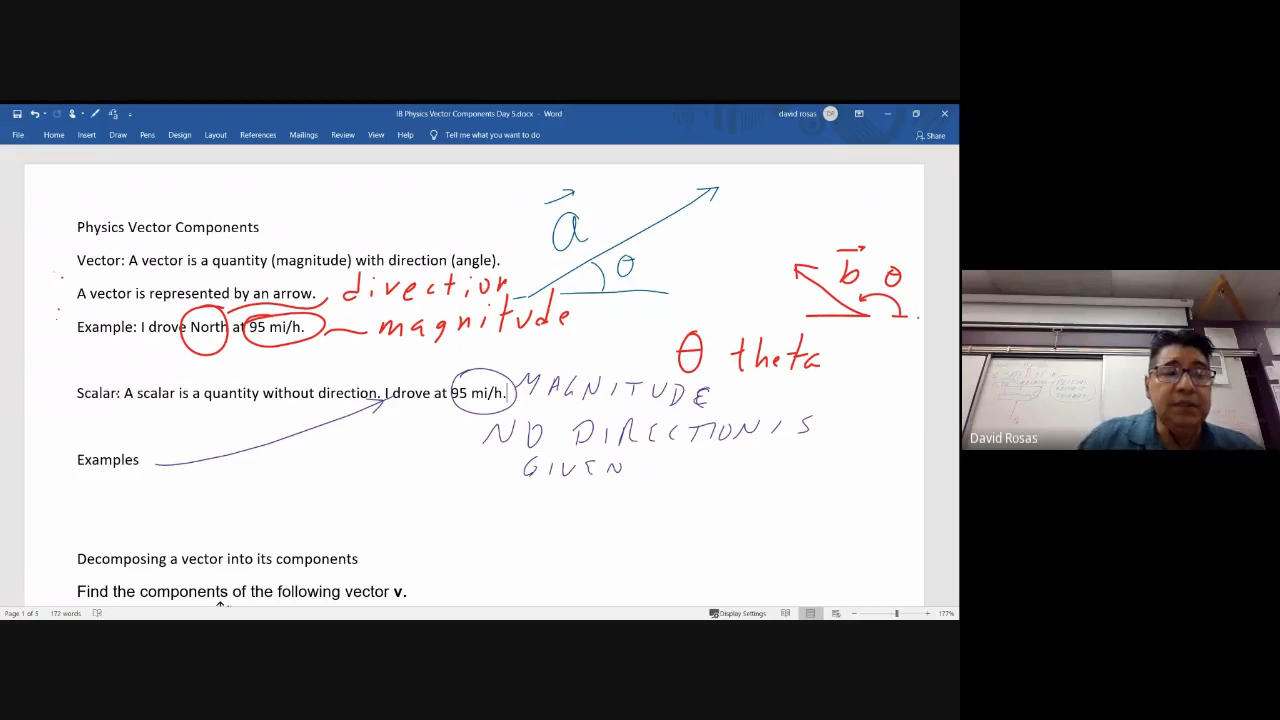 IB Physics Vector Components Day 5.docx - Word
david rosas
DR
File Home Insert Draw Pens Design Layout References Mailings Review View Help Tell me what you want to do
Share
Physics Vector Components
Vector: A vector is a quantity (magnitude) with direction (angle).
A vector is represented by an arrow.
direction
Example: I drove North at 95 mi/h.
magnitude
a
θ
b θ
θ theta
Scalar: A scalar is a quantity without direction. I drove at 95 mi/h.
MAGNITUDE
NO DIRECTION IS
GIVEN
Examples
Decomposing a vector into its components
Find the components of the following vector v.
Page 1 of 5 172 words
Display Settings
177%
David Rosas